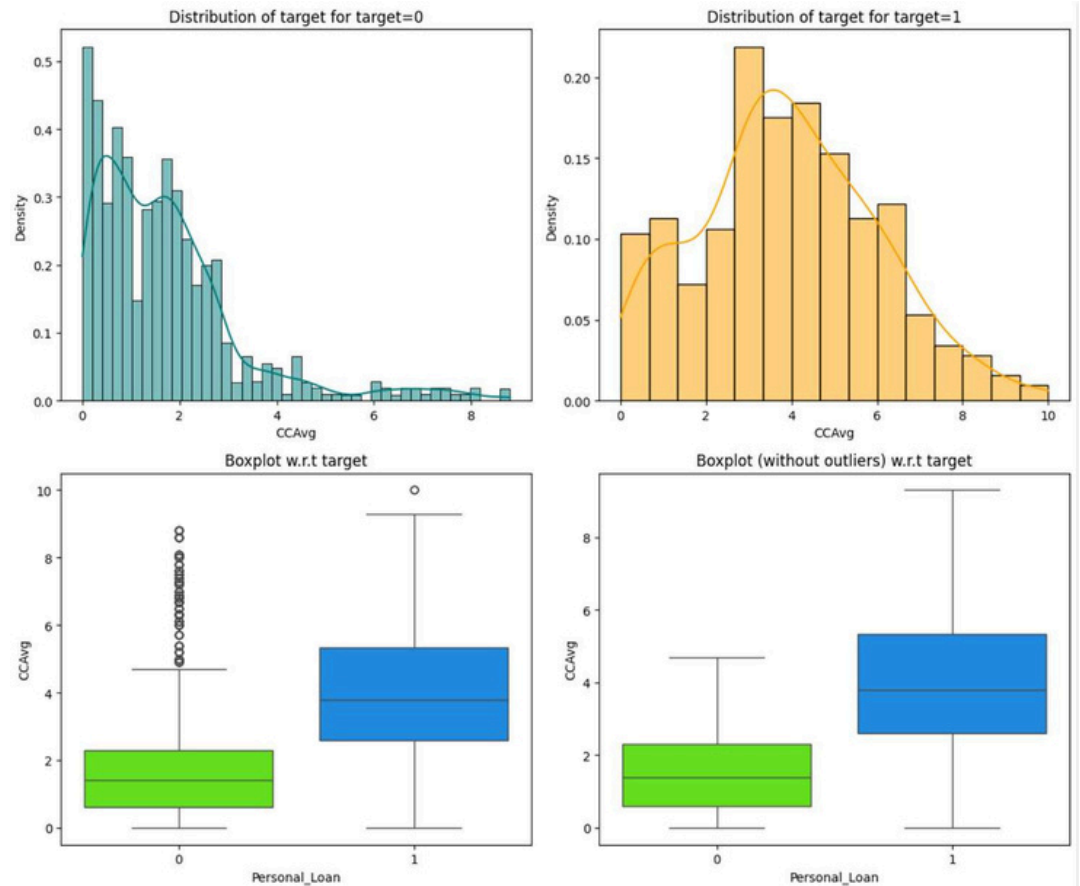 Distribution of target for target=0
0.5
0.4
0.3
0.2
0.1
0.0
Density
0 2 4 6 8
CCAvg
Distribution of target for target=1
0.20
0.15
0.10
0.05
0.00
Density
0 2 4 6 8 10
CCAvg
Boxplot w.r.t target
10
8
6
4
2
0
CCAvg
0 1
Personal_Loan
Boxplot (without outliers) w.r.t target
8
6
4
2
0
CCAvg
0 1
Personal_Loan